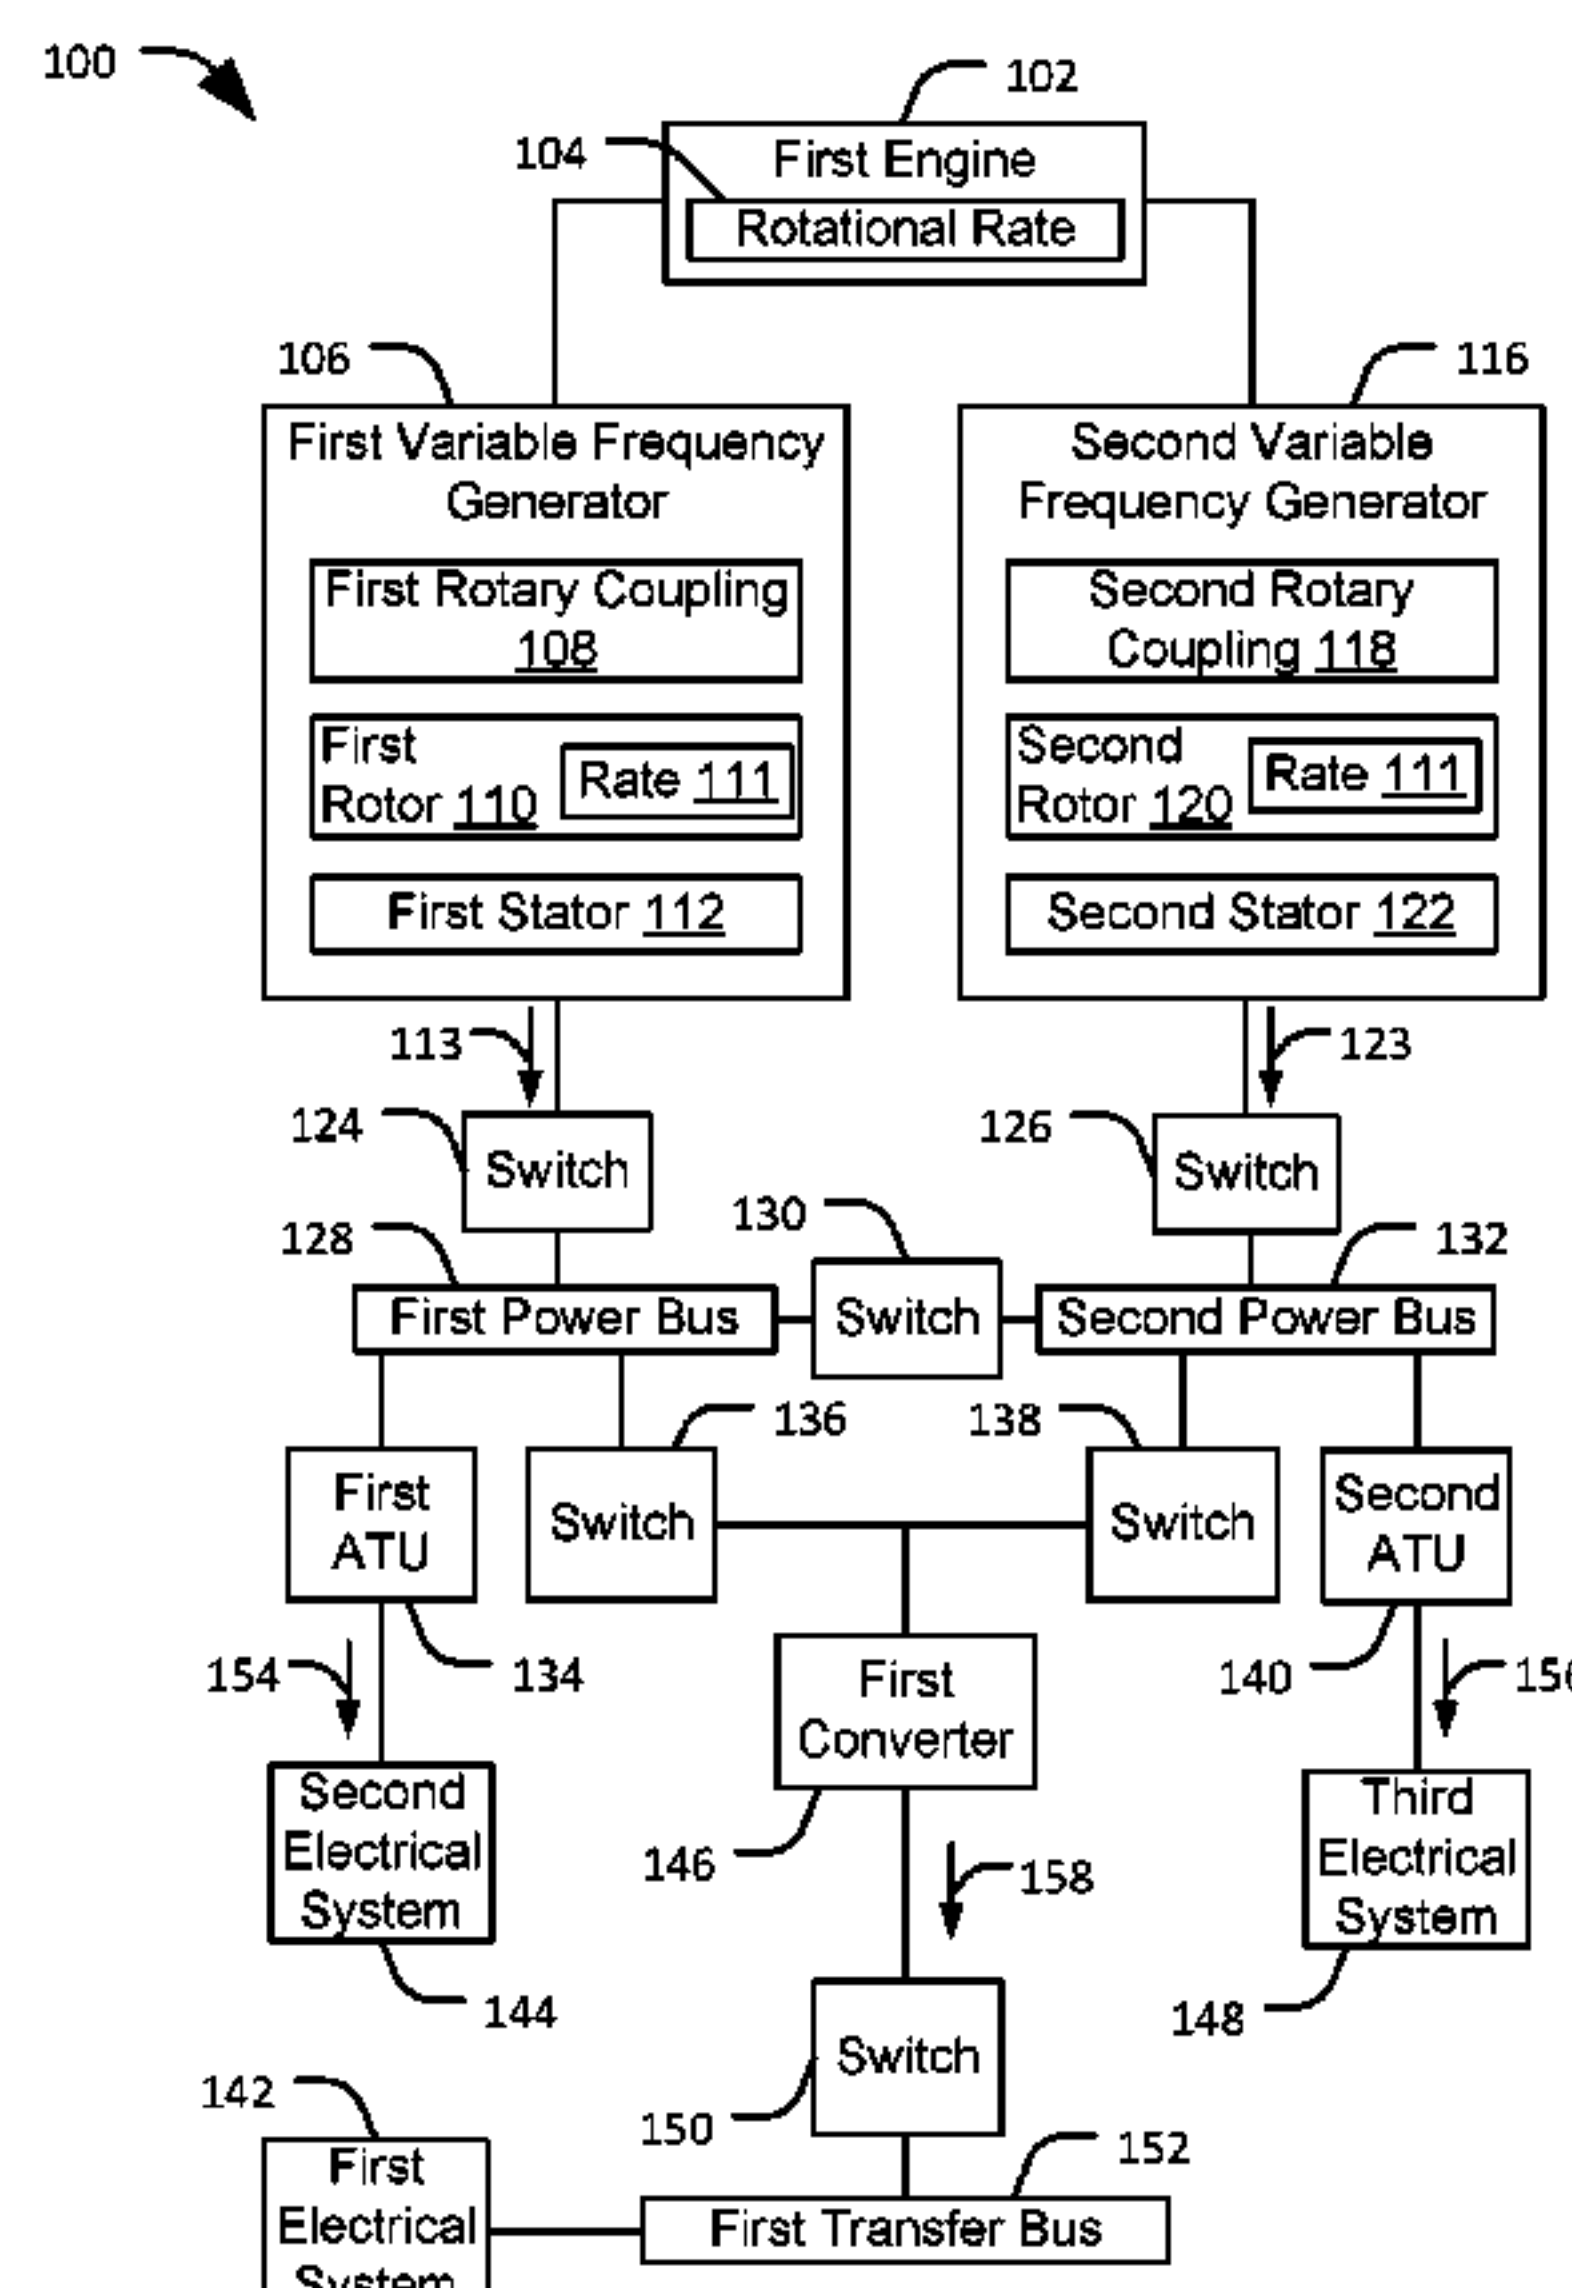 100
102
104
First Engine
Rotational Rate
106
116
First Variable Frequency
Generator
First Rotary Coupling
108
First
Rotor 110
Rate 111
First Stator 112
Second Variable
Frequency Generator
Second Rotary
Coupling 118
Second
Rotor 120
Rate 111
Second Stator 122
113
123
124
Switch
126
Switch
128
130
132
First Power Bus
Switch
Second Power Bus
136
138
First
ATU
Switch
Switch
Second
ATU
154
134
First
Converter
140
Second
Electrical
System
146
158
Third
Electrical
System
144
148
Switch
142
150
152
First
Electrical
System
First Transfer Bus